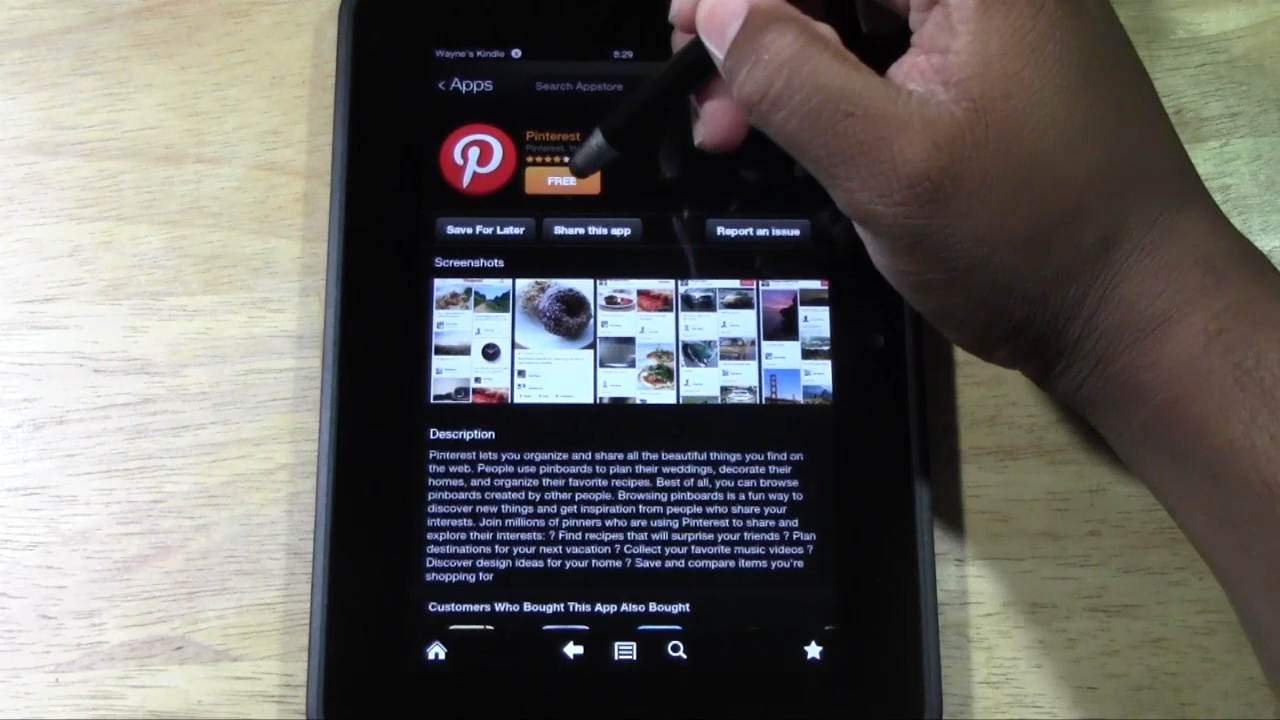 Wayne's Kindle
8:29
< Apps
Search Appstore
Pinterest
Pinterest,
FREE
Save For Later
Share this app
Report an issue
Screenshots
Description
Pinterest lets you organize and share all the beautiful things you find on
the web. People use pinboards to plan their weddings, decorate their
homes, and organize their favorite recipes. Best of all, you can browse
pinboards created by other people. Browsing pinboards is a fun way to
discover new things and get inspiration from people who share your
interests. Join millions of pinners who are using Pinterest to share and
explore their interests: ? Find recipes that will surprise your friends ? Plan
destinations for your next vacation ? Collect your favorite music videos ?
Discover design ideas for your home ? Save and compare items you're
shopping for
Customers Who Bought This App Also Bought